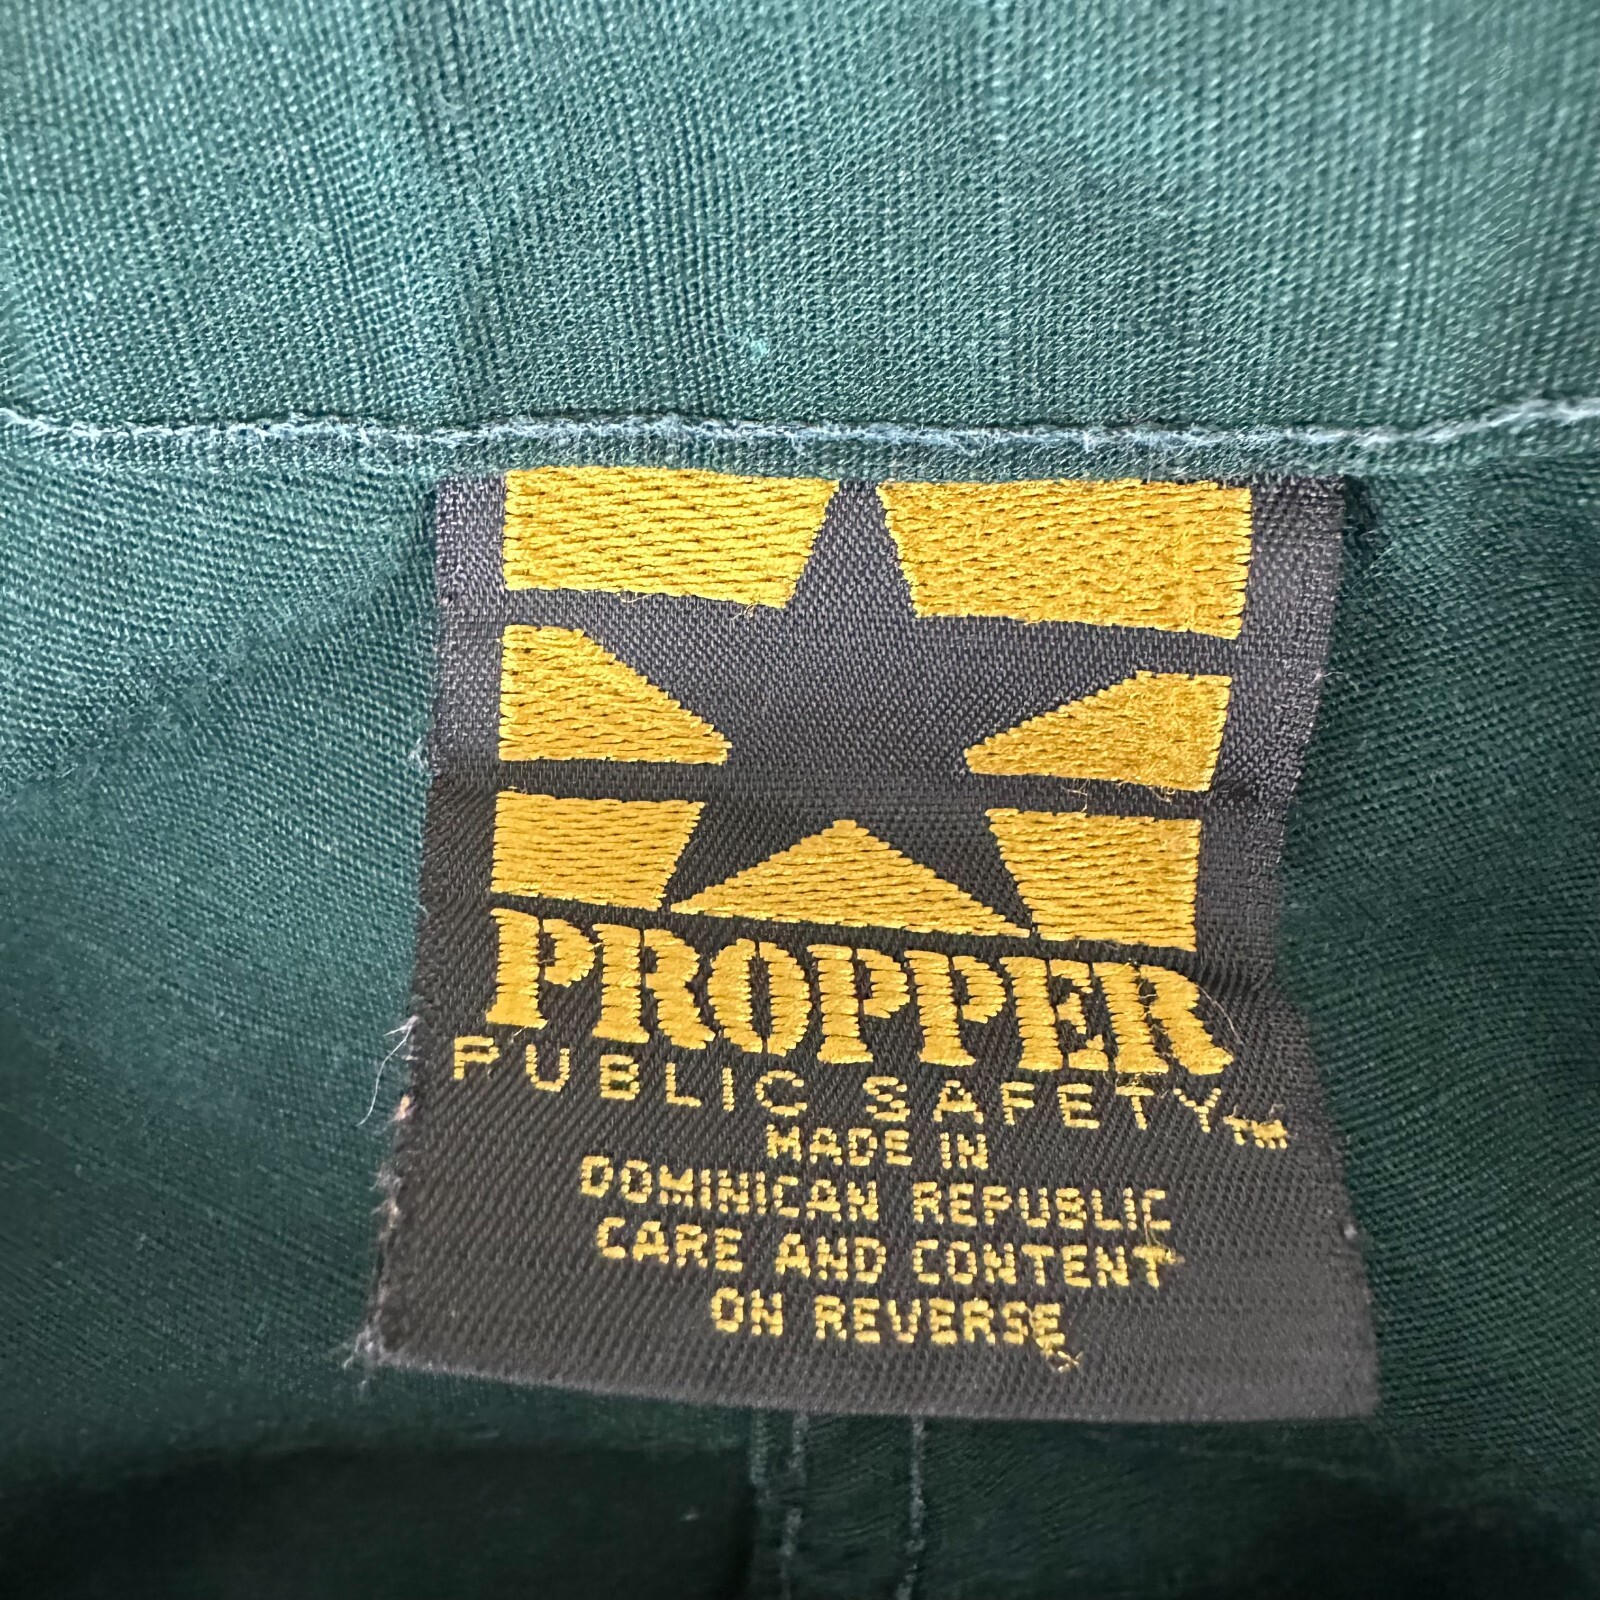 PROPPER
PUBLIC SAFETY™
MADE IN
DOMINICAN REPUBLIC
CARE AND CONTENT
ON REVERSE